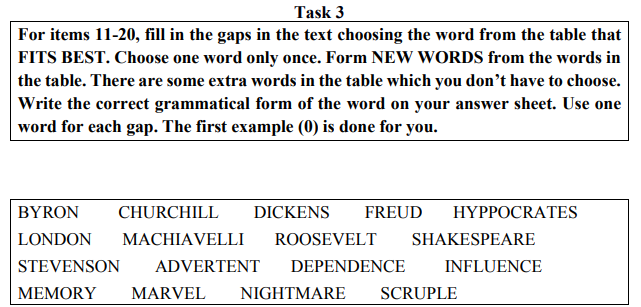 Task 3
For items 11-20, fill in the gaps in the text choosing the word from the table that
FITS BEST. Choose one word only once. Form NEW WORDS from the words in
the table. There are some extra words in the table which you don’t have to choose.
Write the correct grammatical form of the word on your answer sheet. Use one
word for each gap. The first example (0) is done for you.
BYRON CHURCHILL DICKENS FREUD HYPPOCRATES
LONDON MACHIAVELLI ROOSEVELT SHAKESPEARE
STEVENSON ADVERTENT DEPENDENCE INFLUENCE
MEMORY MARVEL NIGHTMARE SCRUPLE